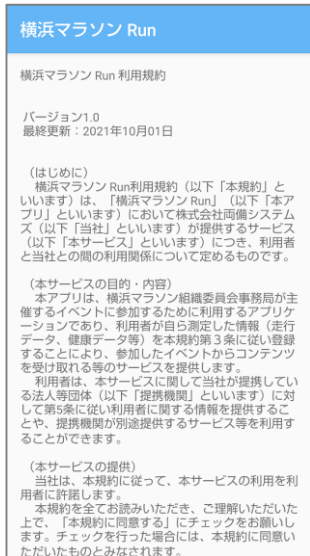 横浜マラソン Run
横浜マラソン Run 利用規約
バージョン1.0
最終更新：2021年10月01日
（はじめに）
横浜マラソン Run利用規約（以下「本規約」と
いいます）は、「横浜マラソン Run」（以下「本ア
プリ」といいます）において株式会社両備システム
ズ（以下「当社」といいます）が提供するサービス
（以下「本サービス」といいます）につき、利用者
と当社との間の利用関係について定めるものです。
（本サービスの目的・内容）
本アプリは、横浜マラソン組織委員会事務局が主
催するイベントに参加するために利用するアプリケ
ーションであり、利用者が自ら測定した情報（走行
データ、健康データ等）を本規約第３条に従い登録
することにより、参加したイベントからコンテンツ
を受け取れる等のサービスを提供します。
利用者は、本サービスに関して当社が提携してい
る法人等団体（以下「提携機関」といいます）に対
して第5条に従い利用者に関する情報を提供するこ
とや、提携機関が別途提供するサービス等を利用す
ることができます。
（本サービスの提供）
当社は、本規約に従って、本サービスの利用を利
用者に許諾します。
本規約を全てお読みいただき、ご理解いただいた
上で、「本規約に同意する」にチェックをお願いし
ます。チェックを行った場合には、本規約に同意い
ただいたものとみなされます。